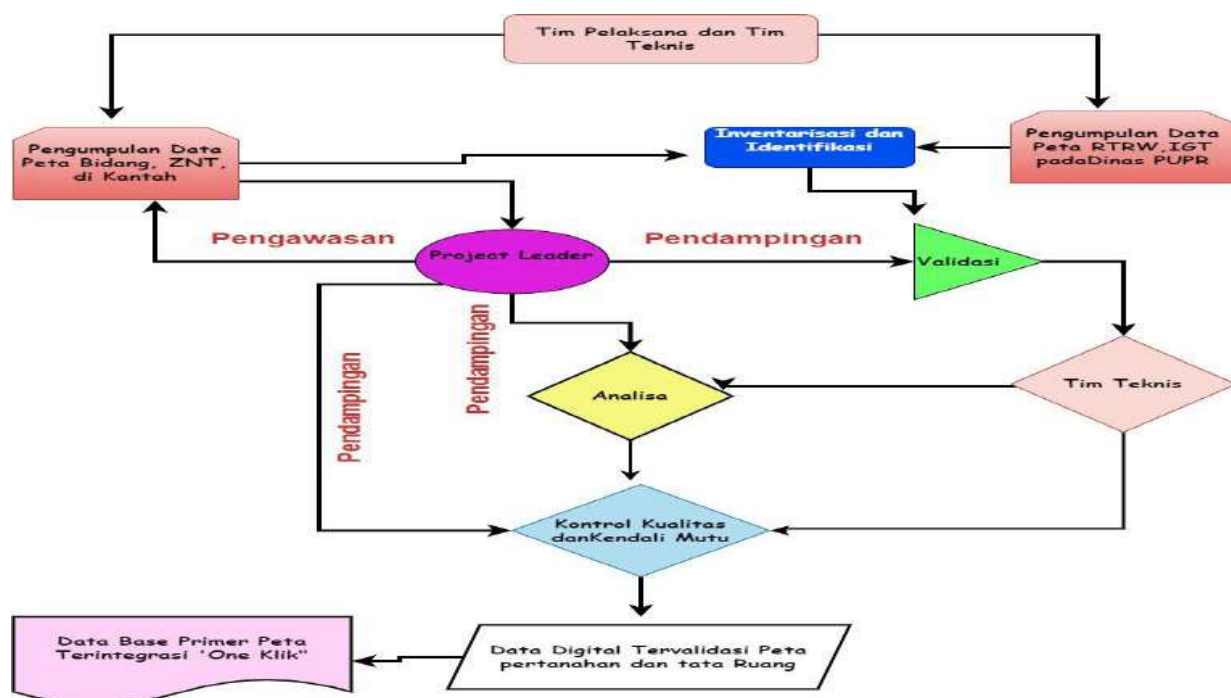 Tim Pelaksana dan Tim
Teknis
Pengumpulan Data
Peta Bidang, ZNT,
di Kantah
Inventarisasi dan
Identifikasi
Pengumpulan Data
Peta RTRW,IGT
padaDinas PUPR
Pengawasan
Project Leader
Pendampingan
Validasi
Pendampingan
Pendampingan
Analisa
Tim Teknis
Kontrol Kualitas
danKendali Mutu
Data Base Primer Peta
Terintegrasi 'One Klik"
Data Digital Tervalidasi Peta
pertanahan dan tata Ruang